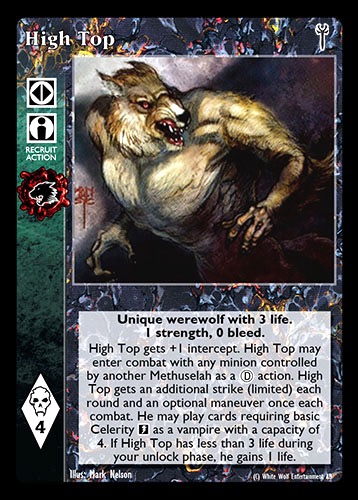 High Top
RECRUIT
ACTION
Unique werewolf with 3 life.
1 strength, 0 bleed.
High Top gets +1 intercept. High Top may
enter combat with any minion controlled
by another Methuselah as a Ⓓ action. High
Top gets an additional strike (limited) each
round and an optional maneuver once each
combat. He may play cards requiring basic
Celerity as a vampire with a capacity of
4. If High Top has less than 3 life during
your unlock phase, he gains 1 life.
4
Illus: Mark Nelson
(C) White Wolf Entertainment AB